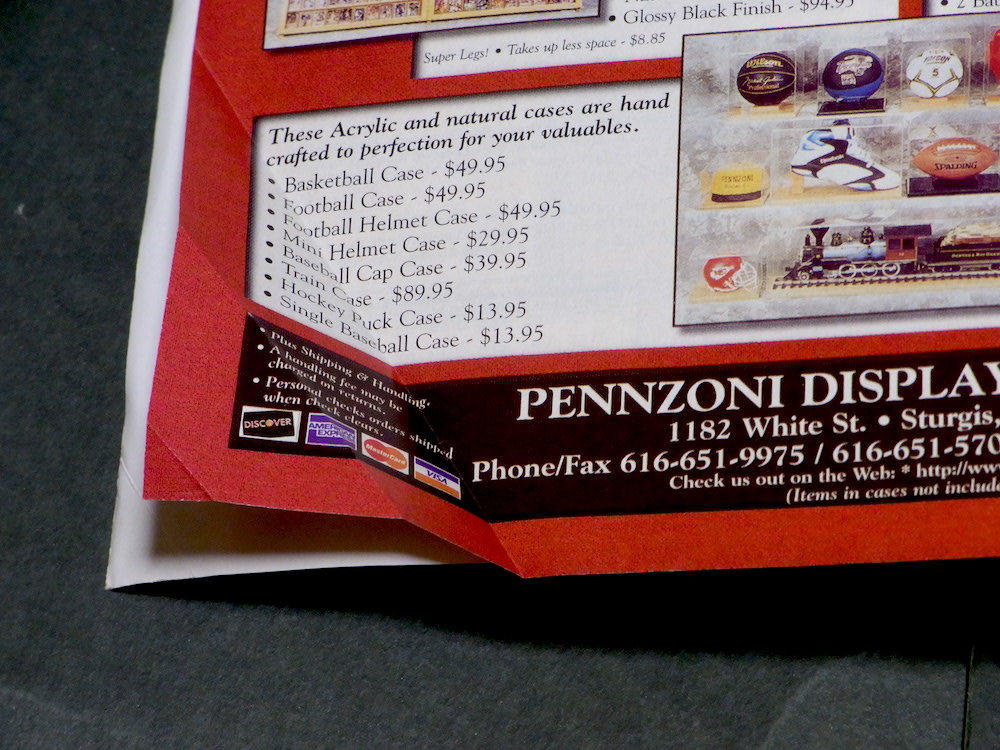 • Glossy Black Finish - $94.95
Super Legs! • Takes up less space - $8.85
These Acrylic and natural cases are hand
crafted to perfection for your valuables.
• Basketball Case - $49.95
• Football Case - $49.95
• Football Helmet Case - $49.95
• Mini Helmet Case - $29.95
• Baseball Cap Case - $39.95
• Train Case - $89.95
• Hockey Puck Case - $13.95
• Single Baseball Case - $13.95
Wilson
5
PENNZONI
Reebok
SPALDING
• Plus Shipping & Handling.
• A handling fee may be
charged on returns.
• Personal checks orders shipped
when check clears.
DISCOVER
AMERICAN EXPRESS
MasterCard
VISA
PENNZONI DISPLAY
1182 White St. • Sturgis,
Phone/Fax 616-651-9975 / 616-651-570
Check us out on the Web: * http://www
(Items in cases not include